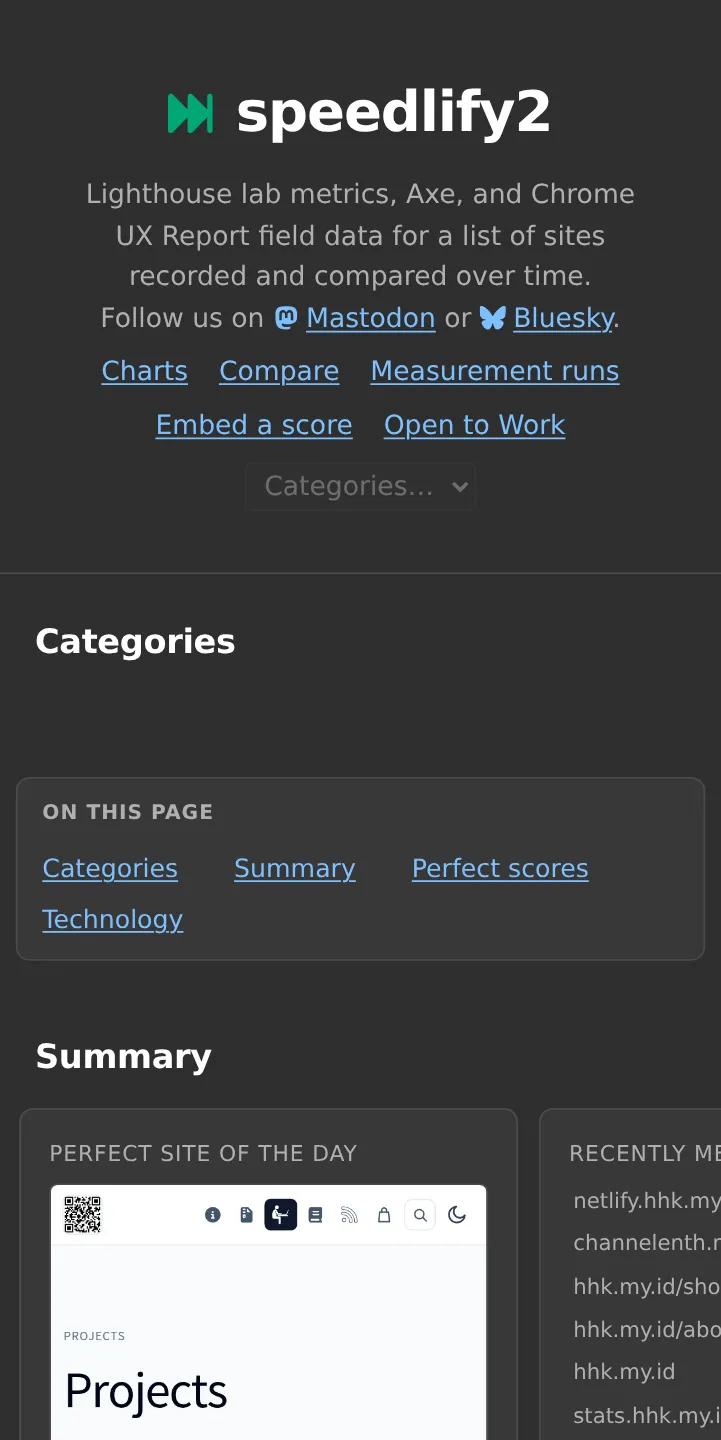 speedlify2
Lighthouse lab metrics, Axe, and Chrome
UX Report field data for a list of sites
recorded and compared over time.
Follow us on Mastodon or Bluesky.
Charts Compare Measurement runs
Embed a score Open to Work
Categories...
Categories
ON THIS PAGE
Categories Summary Perfect scores
Technology
Summary
PERFECT SITE OF THE DAY
PROJECTS
Projects
RECENTLY ME
netlify.hhk.my
channelenth.
hhk.my.id/sho
hhk.my.id/abo
hhk.my.id
stats.hhk.my.i